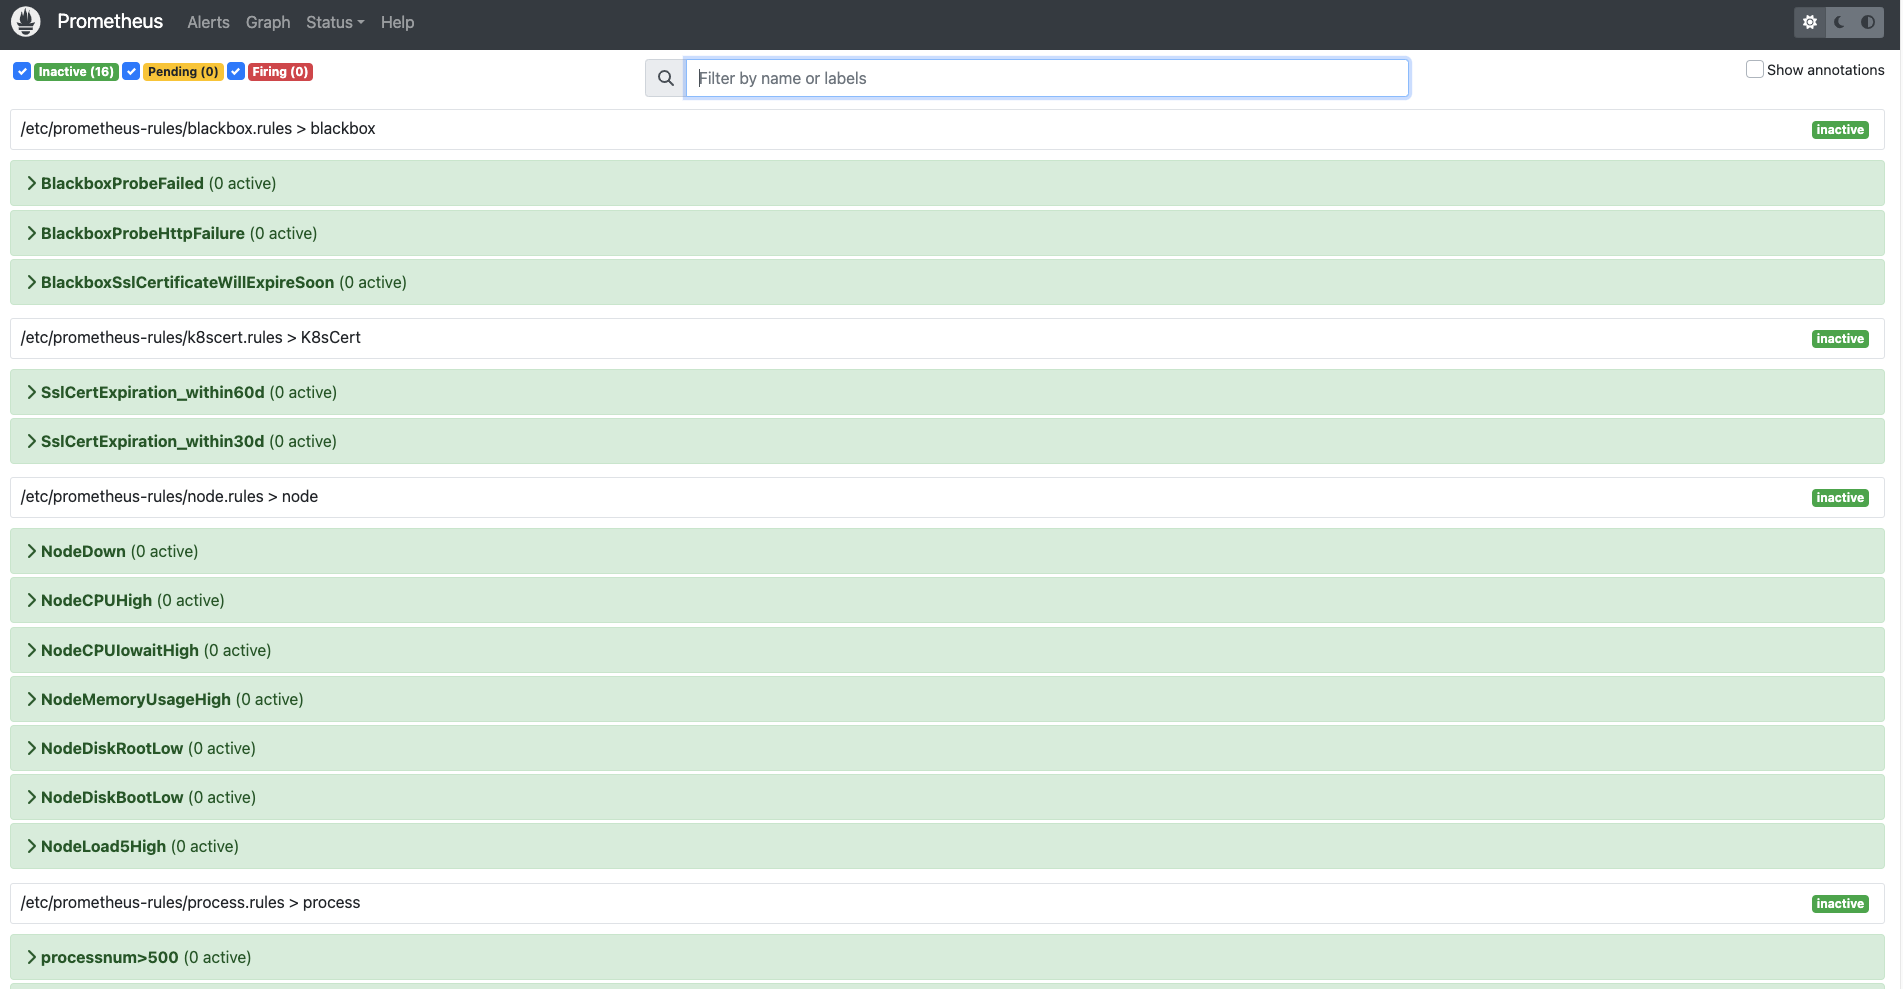 Prometheus Alerts Graph Status Help
Inactive (16) Pending (0) Firing (0) Filter by name or labels Show annotations
/etc/prometheus-rules/blackbox.rules > blackbox inactive
BlackboxProbeFailed (0 active)
BlackboxProbeHttpFailure (0 active)
BlackboxSslCertificateWillExpireSoon (0 active)
/etc/prometheus-rules/k8scert.rules > K8sCert inactive
SslCertExpiration_within60d (0 active)
SslCertExpiration_within30d (0 active)
/etc/prometheus-rules/node.rules > node inactive
NodeDown (0 active)
NodeCPUHigh (0 active)
NodeCPUIowaitHigh (0 active)
NodeMemoryUsageHigh (0 active)
NodeDiskRootLow (0 active)
NodeDiskBootLow (0 active)
NodeLoad5High (0 active)
/etc/prometheus-rules/process.rules > process inactive
processnum>500 (0 active)